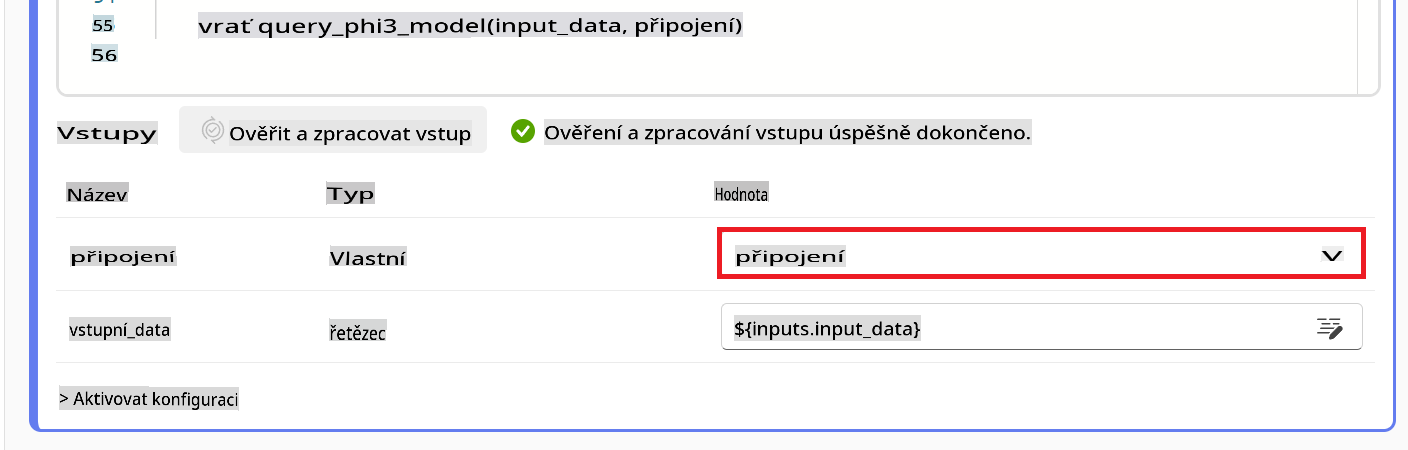 55 vrať query_phi3_model(input_data, připojení)
56
Vstupy Ověřit a zpracovat vstup Ověření a zpracování vstupu úspěšně dokončeno.
Název Typ Hodnota
připojení Vlastní připojení
vstupní_data řetězec ${inputs.input_data}
> Aktivovat konfiguraci